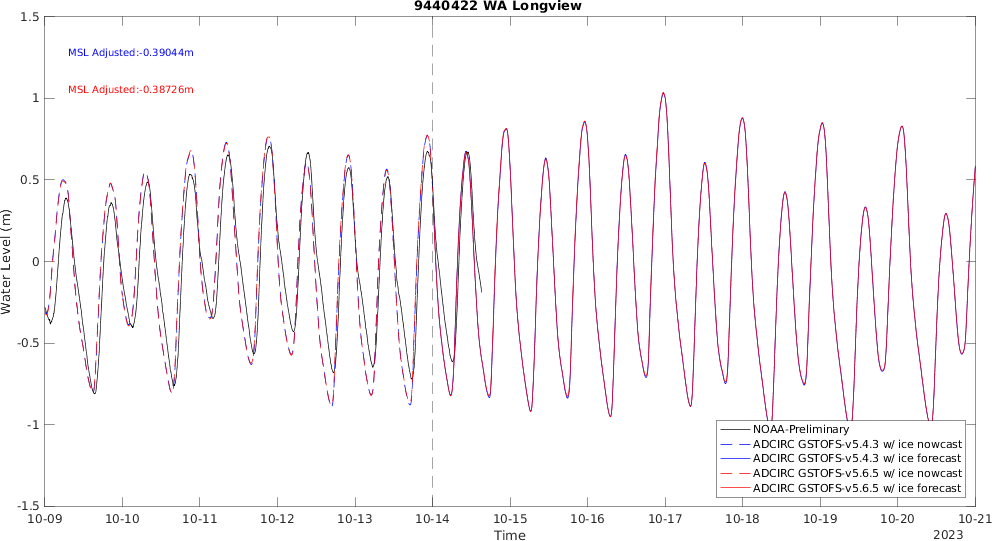 9440422 WA Longview
MSL Adjusted:-0.39044m
MSL Adjusted:-0.38726m
Water Level (m)
1.5
1
0.5
0
-0.5
-1
-1.5
NOAA-Preliminary
ADCIRC GSTOFS-v5.4.3 w/ ice nowcast
ADCIRC GSTOFS-v5.4.3 w/ ice forecast
ADCIRC GSTOFS-v5.6.5 w/ ice nowcast
ADCIRC GSTOFS-v5.6.5 w/ ice forecast
10-09 10-10 10-11 10-12 10-13 10-14 10-15 10-16 10-17 10-18 10-19 10-20 10-21
Time
2023